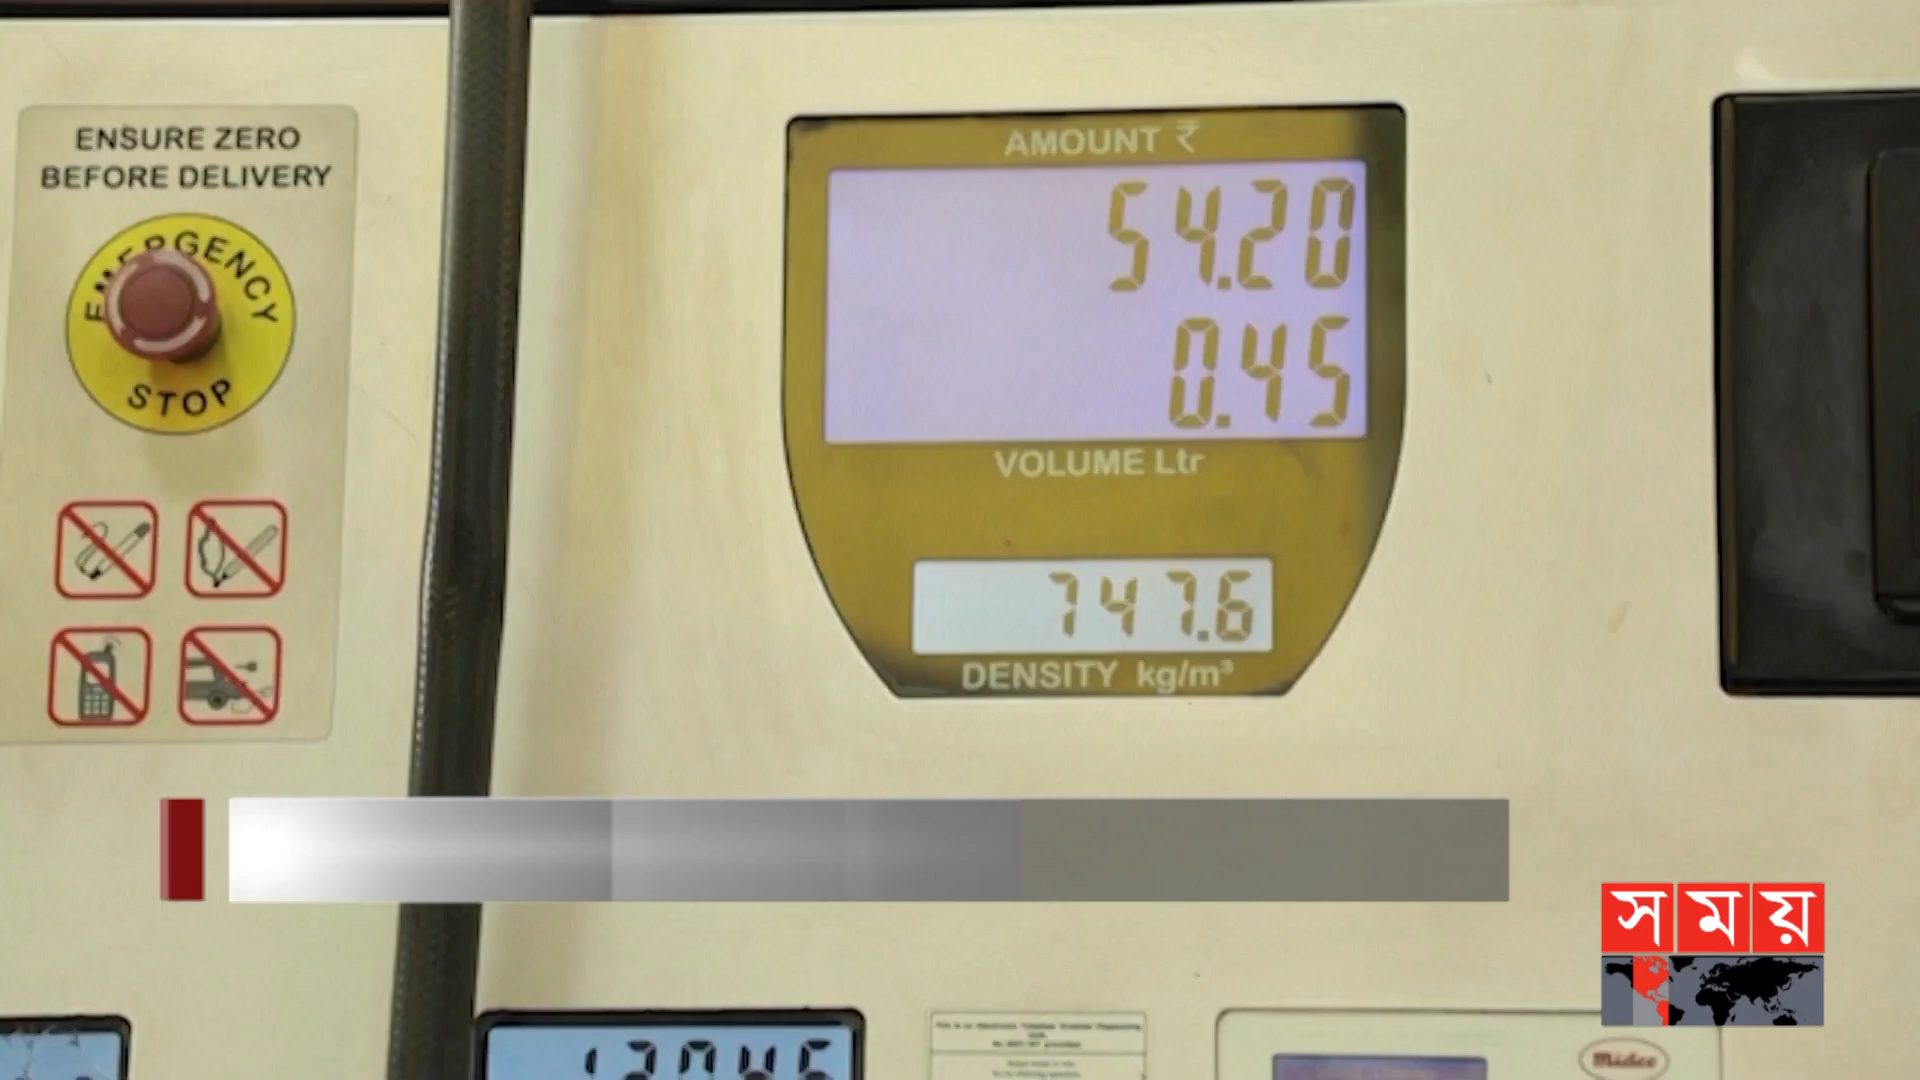 ENSURE ZERO
BEFORE DELIVERY
EMERGENCY
STOP
AMOUNT ₹
54.20
0.45
VOLUME Ltr
747.6
DENSITY kg/m³
সময়
Midco